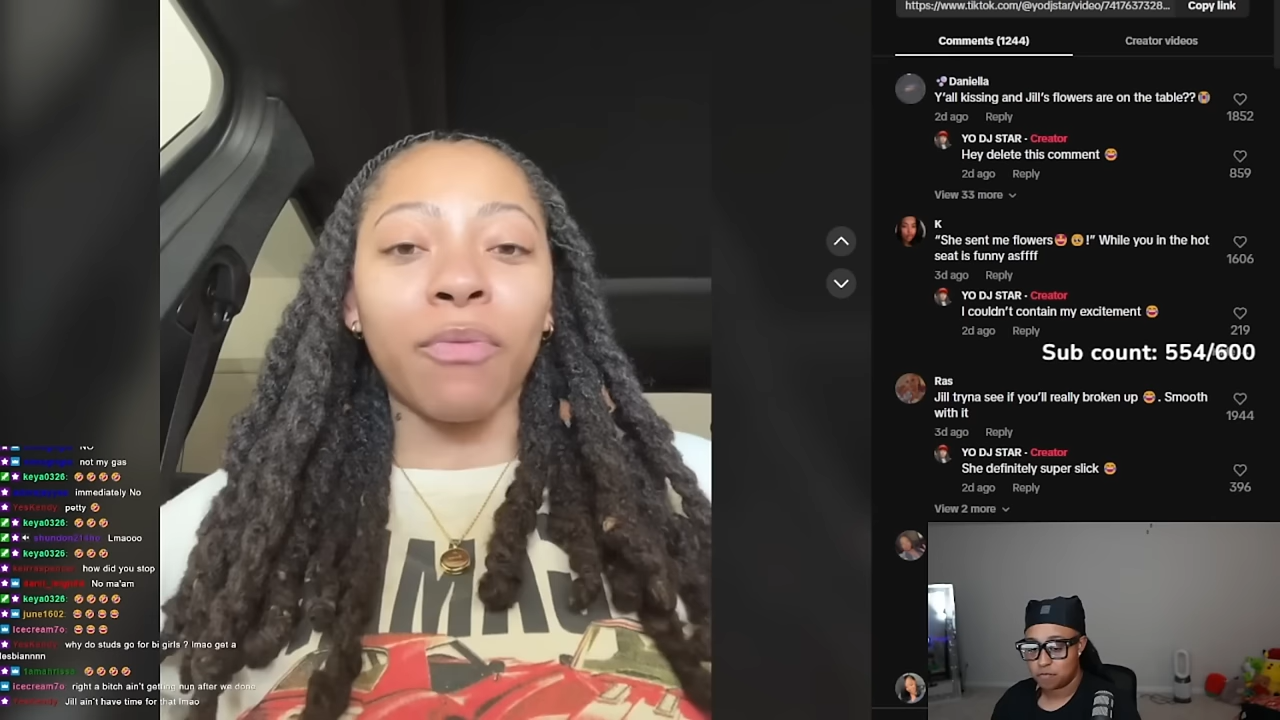 https://www.tiktok.com/@yodjstar/video/7417637328...
Copy link
Comments (1244)
Creator videos
Daniella
Y'all kissing and Jill's flowers are on the table??
1852
2d ago Reply
YO DJ STAR · Creator
Hey delete this comment
859
2d ago Reply
View 33 more
K
"She sent me flowers !" While you in the hot
seat is funny asffff
1606
3d ago Reply
YO DJ STAR · Creator
I couldn't contain my excitement
219
2d ago Reply
Sub count: 554/600
Ras
Jill tryna see if you'll really broken up . Smooth
with it
1944
3d ago Reply
YO DJ STAR · Creator
She definitely super slick
396
2d ago Reply
View 2 more
NO
not my gas
keya0326:
immediately No
YesKendy: petty
keya0326:
Lmaooo
keya0326:
how did you stop
No ma'am
keya0326:
june1602:
icecream7o:
why do studs go for bi girls ? lmao get a
lesbiannnn
icecream7o: right a bitch ain't getting nun after we done
Jill ain't have time for that lmao